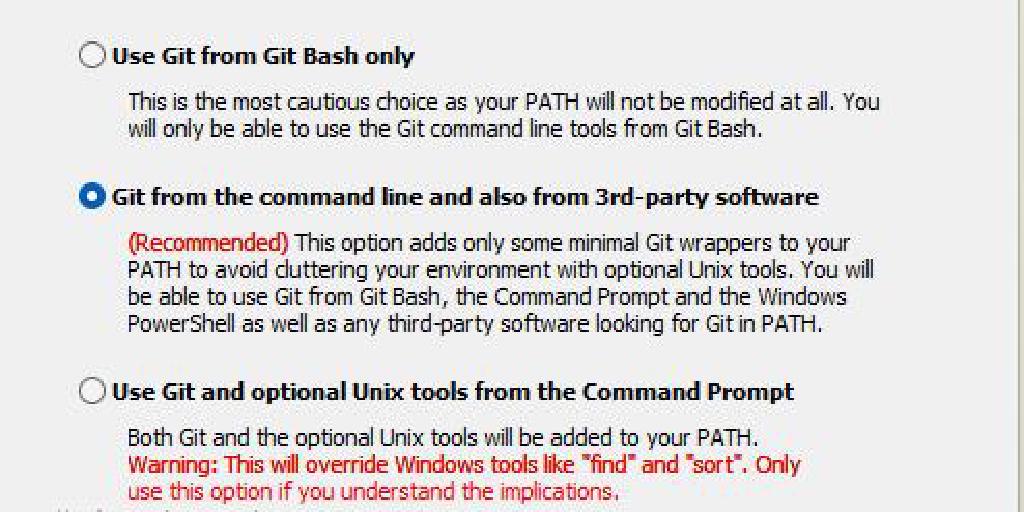 Use Git from Git Bash only
This is the most cautious choice as your PATH will not be modified at all. You
will only be able to use the Git command line tools from Git Bash.
Git from the command line and also from 3rd-party software
(Recommended) This option adds only some minimal Git wrappers to your
PATH to avoid cluttering your environment with optional Unix tools. You will
be able to use Git from Git Bash, the Command Prompt and the Windows
PowerShell as well as any third-party software looking for Git in PATH.
Use Git and optional Unix tools from the Command Prompt
Both Git and the optional Unix tools will be added to your PATH.
Warning: This will override Windows tools like "find" and "sort". Only
use this option if you understand the implications.